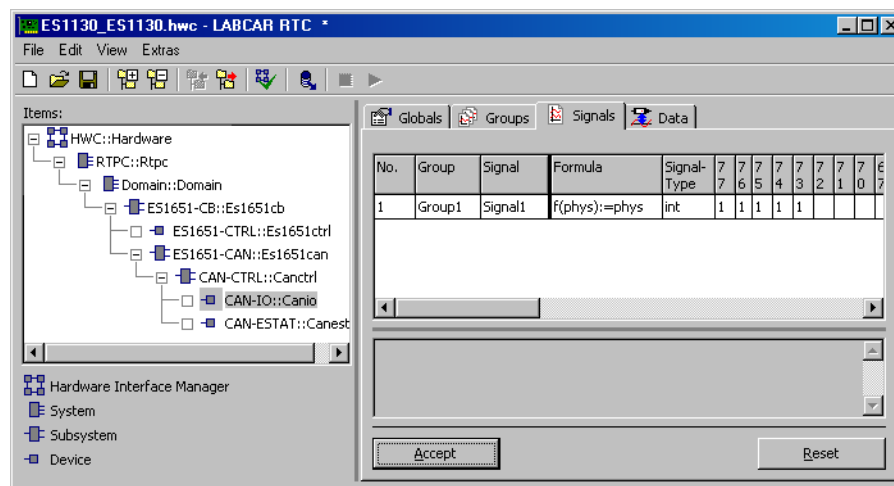 ES1130_ES1130.hwc - LABCAR RTC *
File Edit View Extras
Items:
HWC::Hardware
RTPC::Rtpc
Domain::Domain
ES1651-CB::Es1651cb
ES1651-CTRL::Es1651ctrl
ES1651-CAN::Es1651can
CAN-CTRL::Canctrl
CAN-IO::Canio
CAN-ESTAT::Canest
Hardware Interface Manager
System
Subsystem
Device
Globals Groups Signals Data
No. Group Signal Formula Signal- 7 7 7 7 7 7 7 7 6
Type 7 6 5 4 3 2 1 0 7
1 Group1 Signal1 f(phys):=phys int 1 1 1 1 1
Accept Reset